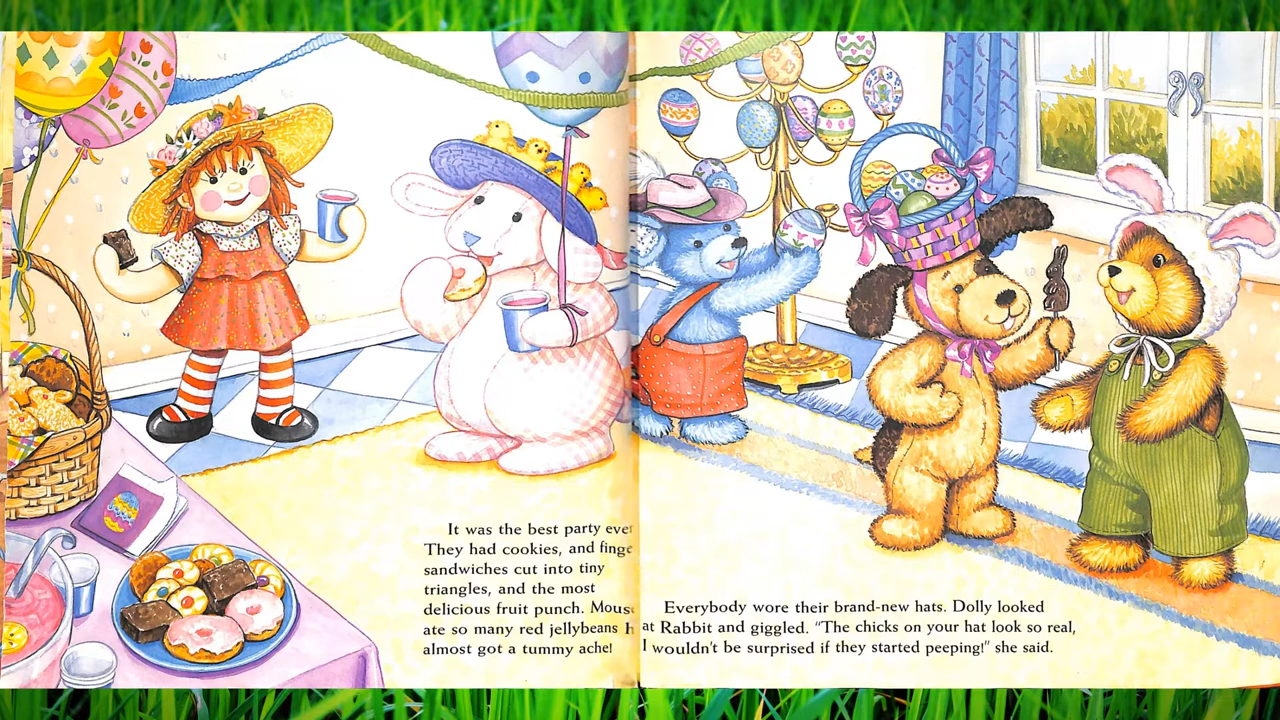 It was the best party ever
They had cookies, and finge
sandwiches cut into tiny
triangles, and the most
delicious fruit punch. Mouse
ate so many red jellybeans h
almost got a tummy ache!
Everybody wore their brand-new hats. Dolly looked
at Rabbit and giggled. “The chicks on your hat look so real,
I wouldn’t be surprised if they started peeping!” she said.